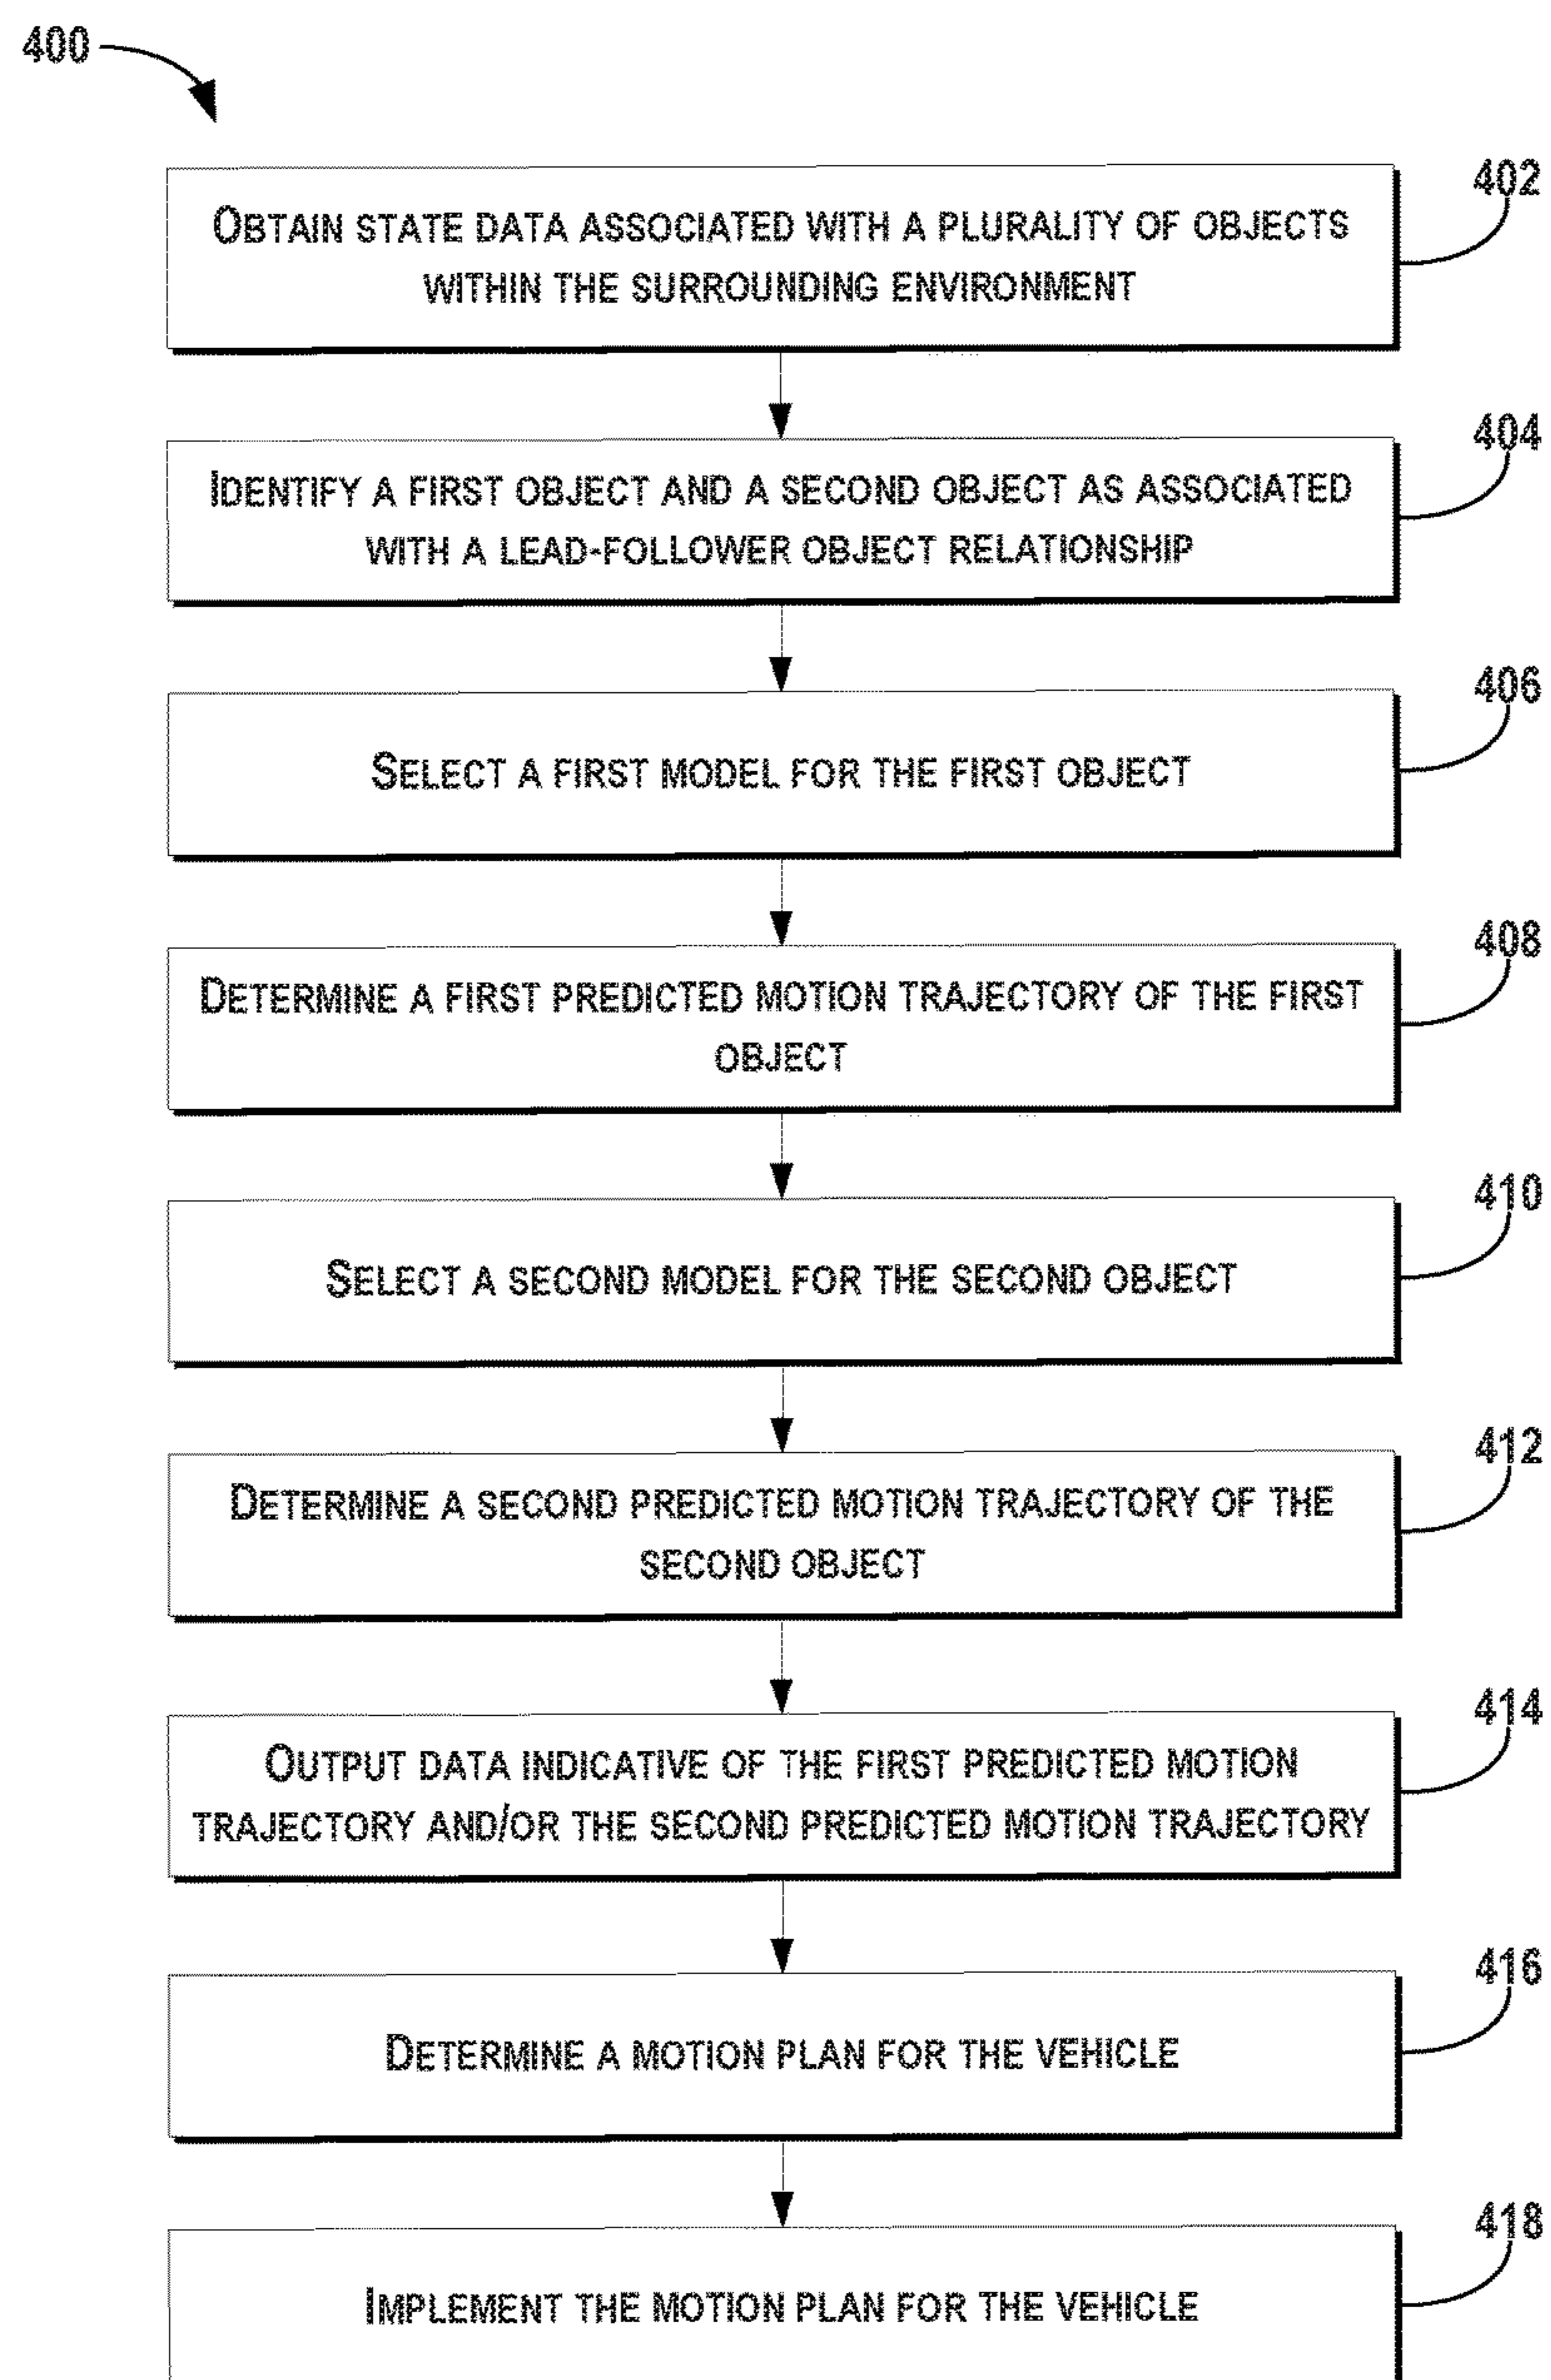 400
402
OBTAIN STATE DATA ASSOCIATED WITH A PLURALITY OF OBJECTS
WITHIN THE SURROUNDING ENVIRONMENT
404
IDENTIFY A FIRST OBJECT AND A SECOND OBJECT AS ASSOCIATED
WITH A LEAD-FOLLOWER OBJECT RELATIONSHIP
406
SELECT A FIRST MODEL FOR THE FIRST OBJECT
408
DETERMINE A FIRST PREDICTED MOTION TRAJECTORY OF THE FIRST
OBJECT
410
SELECT A SECOND MODEL FOR THE SECOND OBJECT
412
DETERMINE A SECOND PREDICTED MOTION TRAJECTORY OF THE
SECOND OBJECT
414
OUTPUT DATA INDICATIVE OF THE FIRST PREDICTED MOTION
TRAJECTORY AND/OR THE SECOND PREDICTED MOTION TRAJECTORY
416
DETERMINE A MOTION PLAN FOR THE VEHICLE
418
IMPLEMENT THE MOTION PLAN FOR THE VEHICLE